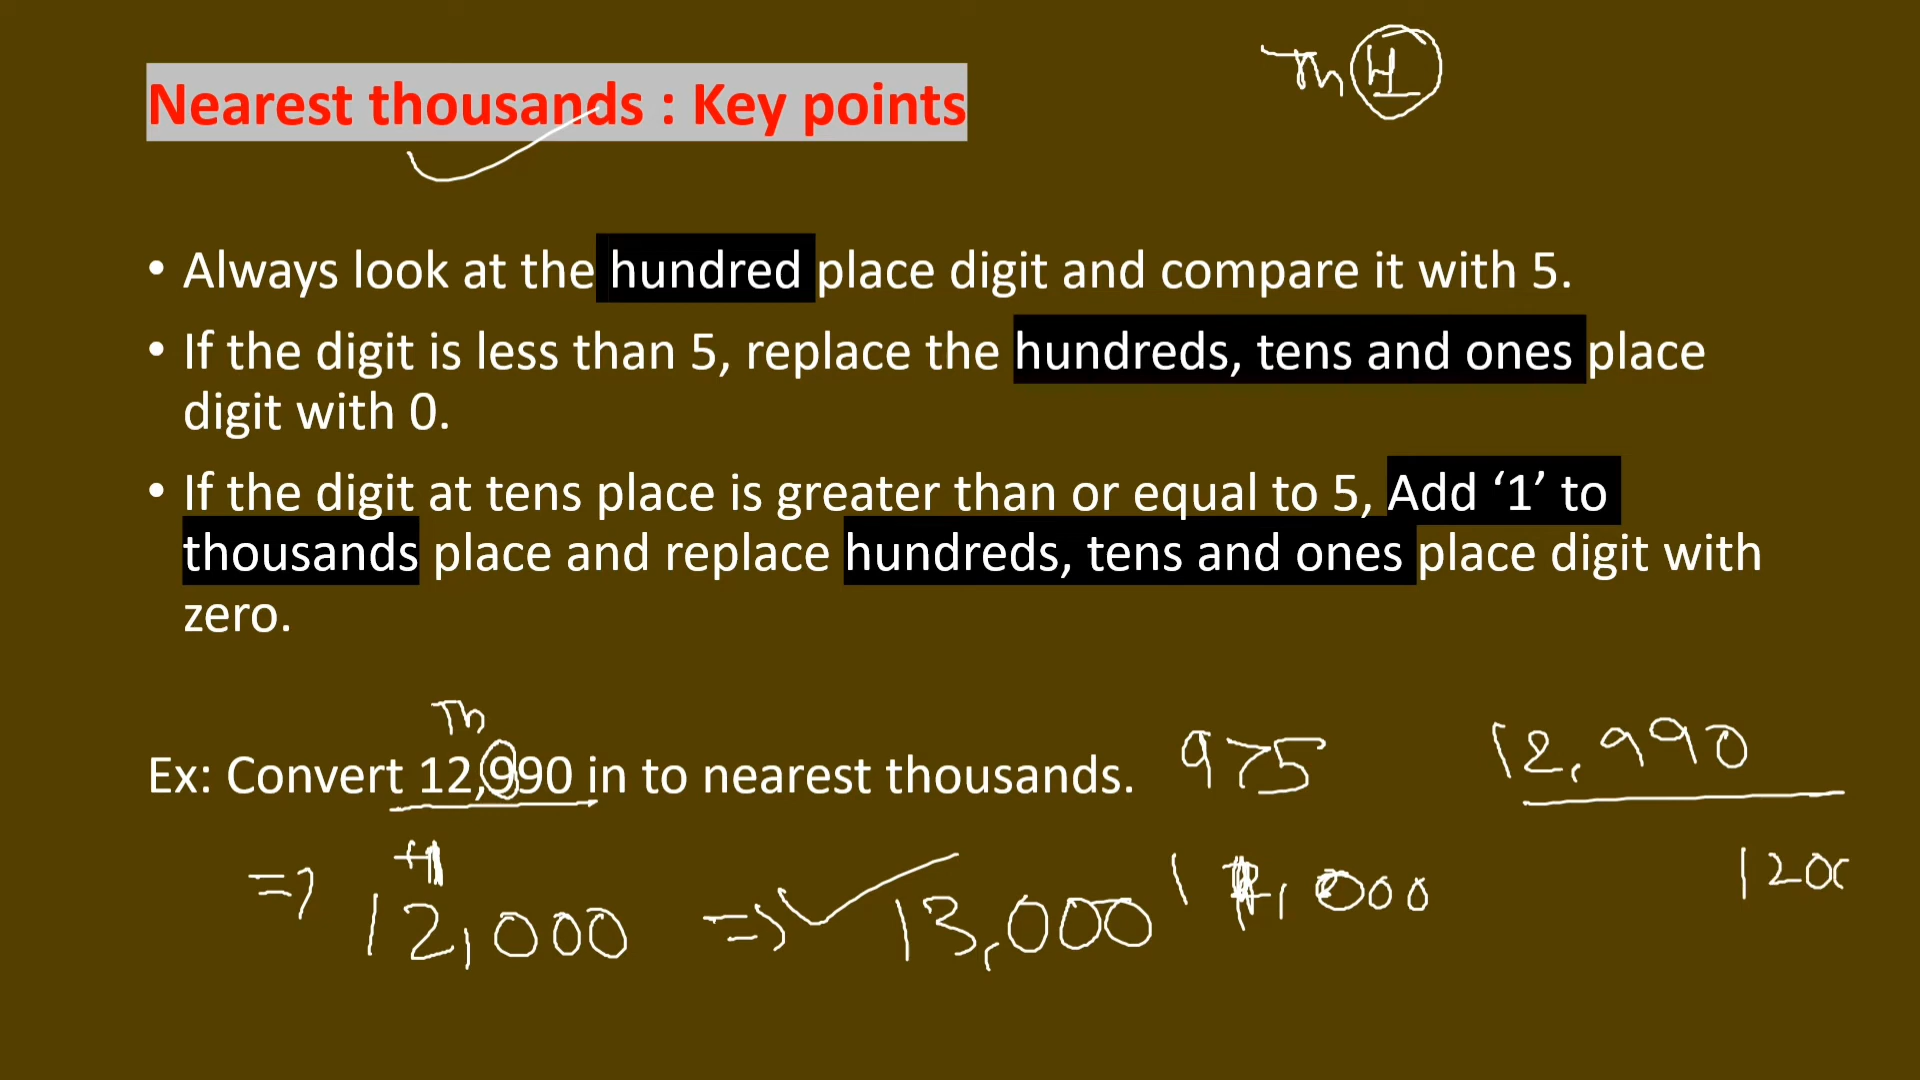 Th H
Nearest thousands : Key points
• Always look at the hundred place digit and compare it with 5.
• If the digit is less than 5, replace the hundreds, tens and ones place
digit with 0.
• If the digit at tens place is greater than or equal to 5, Add ‘1’ to
thousands place and replace hundreds, tens and ones place digit with
zero.
Th
Ex: Convert 12,990 in to nearest thousands. 975 12,990
+1
=> 12,000 => 13,000
1200